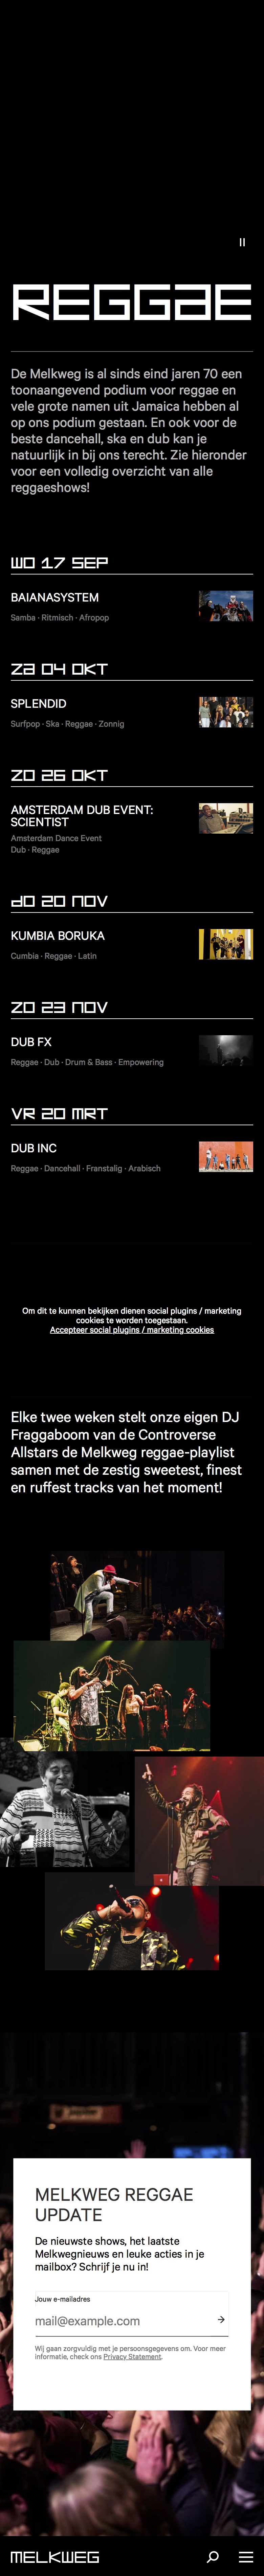 REGGAE
De Melkweg is al sinds eind jaren 70 een
toonaangevend podium voor reggae en
vele grote namen uit Jamaica hebben al
op ons podium gestaan. En ook voor de
beste dancehall, ska en dub kan je
natuurlijk in bij ons terecht. Zie hieronder
voor een volledig overzicht van alle
reggaeshows!
WO 17 SEP
BAIANASYSTEM
Samba · Ritmisch · Afropop
ZA 04 OKT
SPLENDID
Surfpop · Ska · Reggae · Zonnig
ZO 26 OKT
AMSTERDAM DUB EVENT:
SCIENTIST
Amsterdam Dance Event
Dub · Reggae
DO 20 NOV
KUMBIA BORUKA
Cumbia · Reggae · Latin
ZO 23 NOV
DUB FX
Reggae · Dub · Drum & Bass · Empowering
VR 20 MRT
DUB INC
Reggae · Dancehall · Franstalig · Arabisch
Om dit te kunnen bekijken dienen social plugins / marketing
cookies te worden toegestaan.
Accepteer social plugins / marketing cookies
Elke twee weken stelt onze eigen DJ
Fraggaboom van de Controverse
Allstars de Melkweg reggae-playlist
samen met de zestig sweetest, finest
en ruffest tracks van het moment!
MELKWEG REGGAE
UPDATE
De nieuwste shows, het laatste
Melkwegnieuws en leuke acties in je
mailbox? Schrijf je nu in!
Jouw e-mailadres
mail@example.com
Wij gaan zorgvuldig met je persoonsgegevens om. Voor meer
informatie, check ons Privacy Statement.
MELKWEG